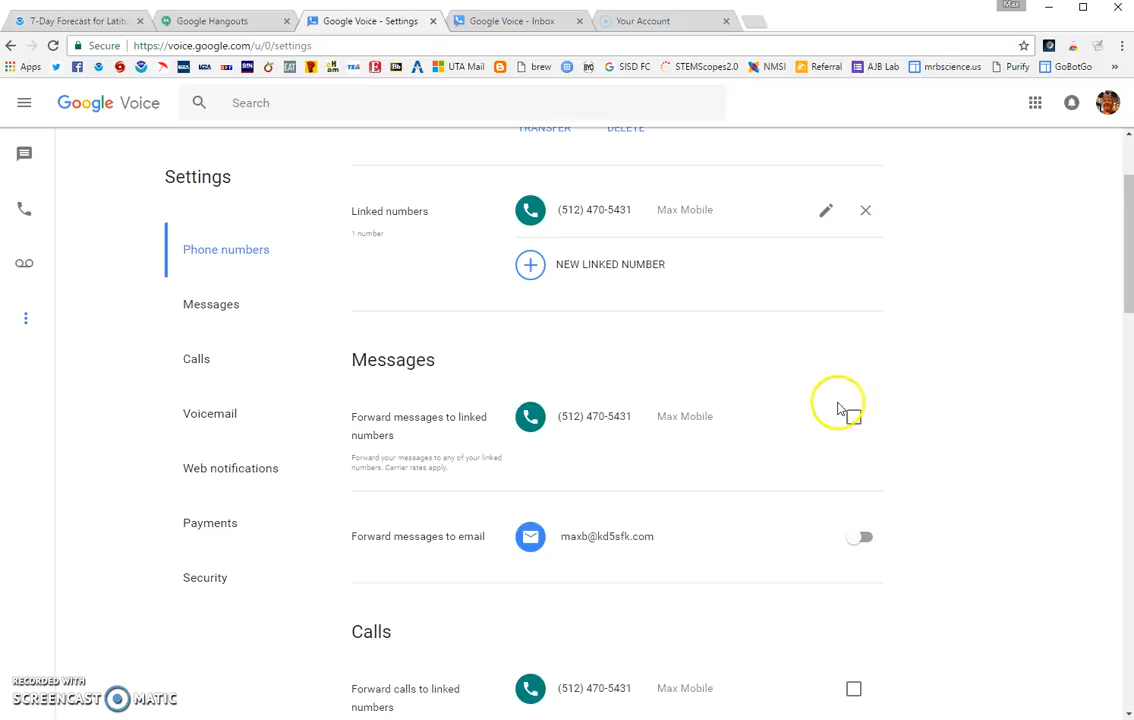 Max
7-Day Forecast for Latitu
Google Hangouts
Google Voice - Settings
Google Voice - Inbox
Your Account
Secure
https://voice.google.com/u/0/settings
Apps
UTA Mail
brew
SISD FC
STEMScopes2.0
NMSI
Referral
AJB Lab
mrbscience.us
Purify
GoBotGo
»
Google Voice
Search
TRANSFER
DELETE
Settings
Phone numbers
Messages
Calls
Voicemail
Web notifications
Payments
Security
Linked numbers
1 number
(512) 470-5431
Max Mobile
NEW LINKED NUMBER
Messages
Forward messages to linked
numbers
Forward your messages to any of your linked
numbers. Carrier rates apply.
(512) 470-5431
Max Mobile
Forward messages to email
maxb@kd5sfk.com
Calls
Forward calls to linked
numbers
(512) 470-5431
Max Mobile
RECORDED WITH
SCREENCAST MATIC